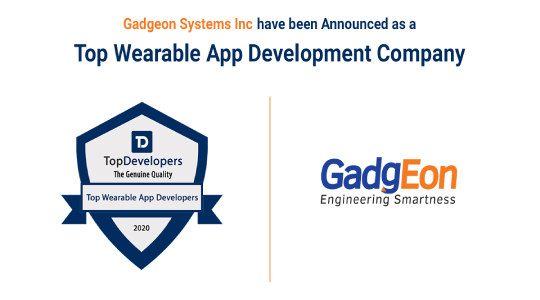 Gadgeon Systems Inc have been Announced as a
Top Wearable App Development Company
TD
TopDevelopers
The Genuine Quality
Top Wearable App Developers
2020
GadgEon
Engineering Smartness